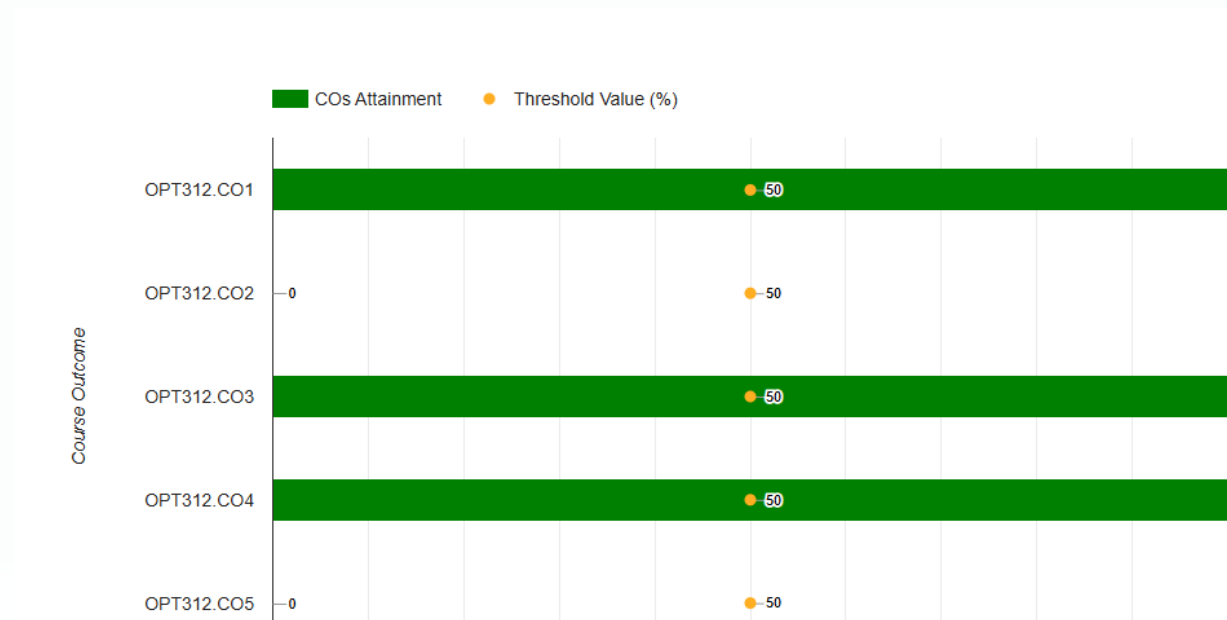 COs Attainment Threshold Value (%)
OPT312.CO1 50
OPT312.CO2 0 50
Course Outcome
OPT312.CO3 50
OPT312.CO4 50
OPT312.CO5 0 50